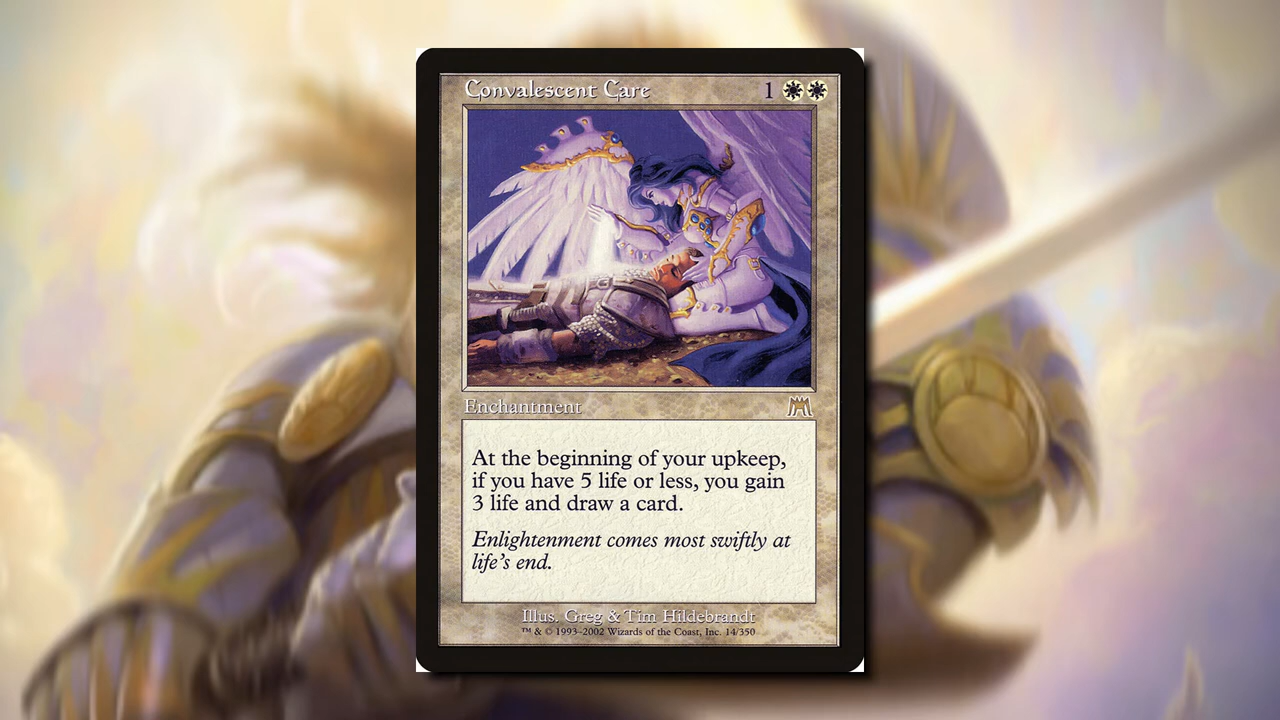 Convalescent Care 1
Enchantment
At the beginning of your upkeep,
if you have 5 life or less, you gain
3 life and draw a card.
Enlightenment comes most swiftly at
life's end.
Illus. Greg & Tim Hildebrandt
™ & © 1993-2002 Wizards of the Coast, Inc. 14/350